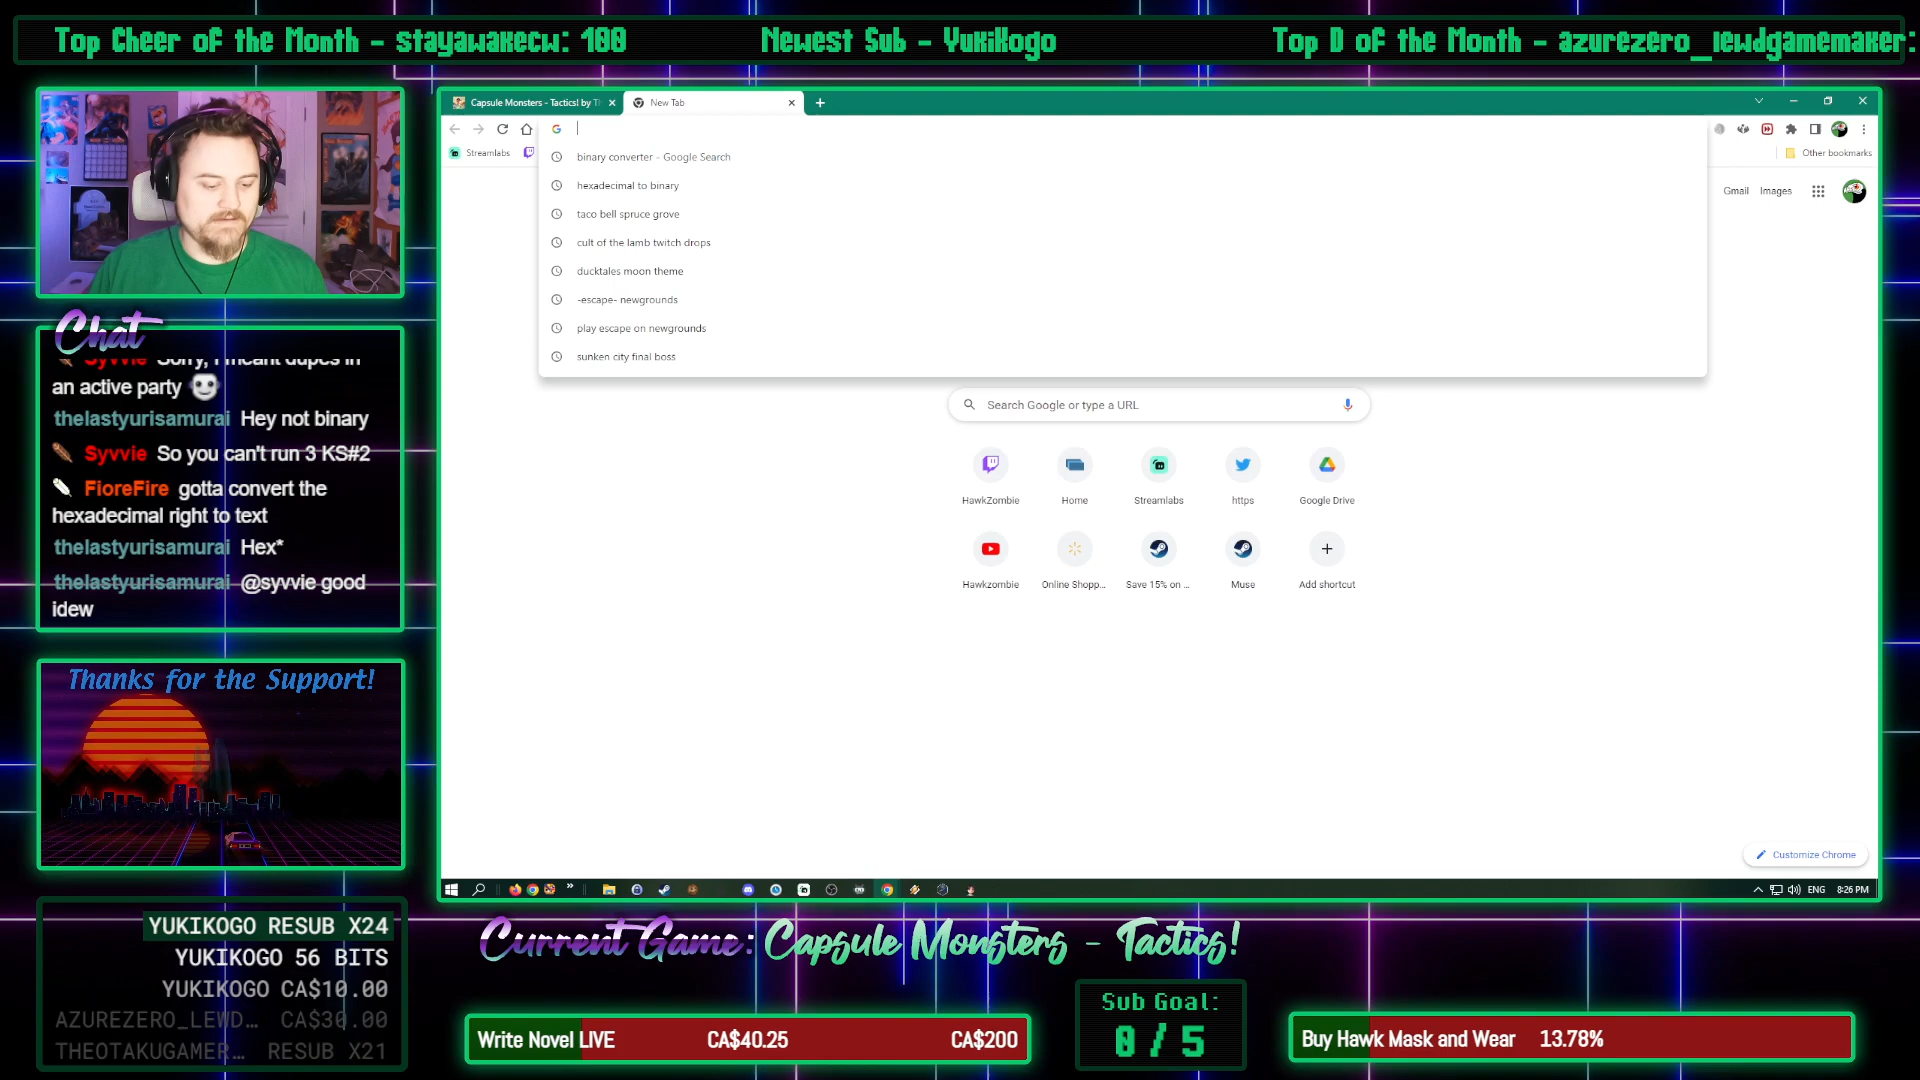 Top Cheer of the Month - stayawakecw: 100
Newest Sub - YukiKogo
Top D of the Month - azurezero_lewdgamemaker:
Capsule Monsters - Tactics! by T
New Tab
Streamlabs
Other bookmarks
binary converter - Google Search
hexadecimal to binary
taco bell spruce grove
cult of the lamb twitch drops
ducktales moon theme
-escape- newgrounds
play escape on newgrounds
sunken city final boss
Gmail
Images
Search Google or type a URL
HawkZombie
Home
Streamlabs
https
Google Drive
Hawkzombie
Online Shopp...
Save 15% on ...
Muse
Add shortcut
Customize Chrome
ENG
8:26 PM
Chat
Syvvie Sorry, I meant dupes in
an active party
thelastyurisamurai Hey not binary
Syvvie So you can't run 3 KS#2
FioreFire gotta convert the
hexadecimal right to text
thelastyurisamurai Hex*
thelastyurisamurai @syvvie good
idew
Thanks for the Support!
YUKIKOGO RESUB X24
YUKIKOGO 56 BITS
YUKIKOGO CA$10.00
AZUREZERO_LEWD... CA$30.00
THEOTAKUGAMER... RESUB X21
Current Game: Capsule Monsters - Tactics!
Write Novel LIVE CA$40.25 CA$200
Sub Goal:
0 / 5
Buy Hawk Mask and Wear 13.78%